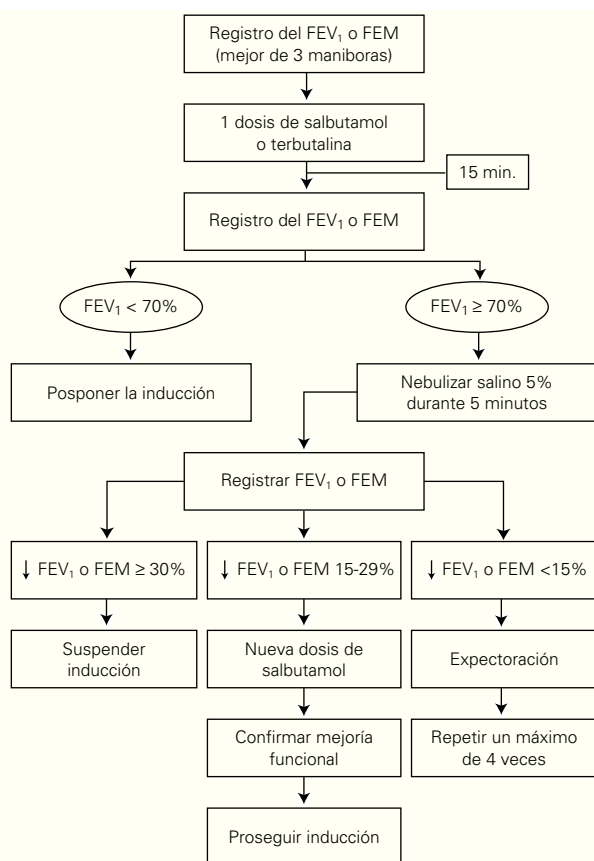 Registro del FEV₁ o FEM
(mejor de 3 maniboras)
1 dosis de salbutamol
o terbutalina
15 min.
Registro del FEV₁ o FEM
FEV₁ < 70%
FEV₁ ≥ 70%
Posponer la inducción
Nebulizar salino 5%
durante 5 minutos
Registrar FEV₁ o FEM
↓ FEV₁ o FEM ≥ 30%
↓ FEV₁ o FEM 15-29%
↓ FEV₁ o FEM <15%
Suspender
inducción
Nueva dosis de
salbutamol
Expectoración
Confirmar mejoría
funcional
Repetir un máximo
de 4 veces
Proseguir inducción